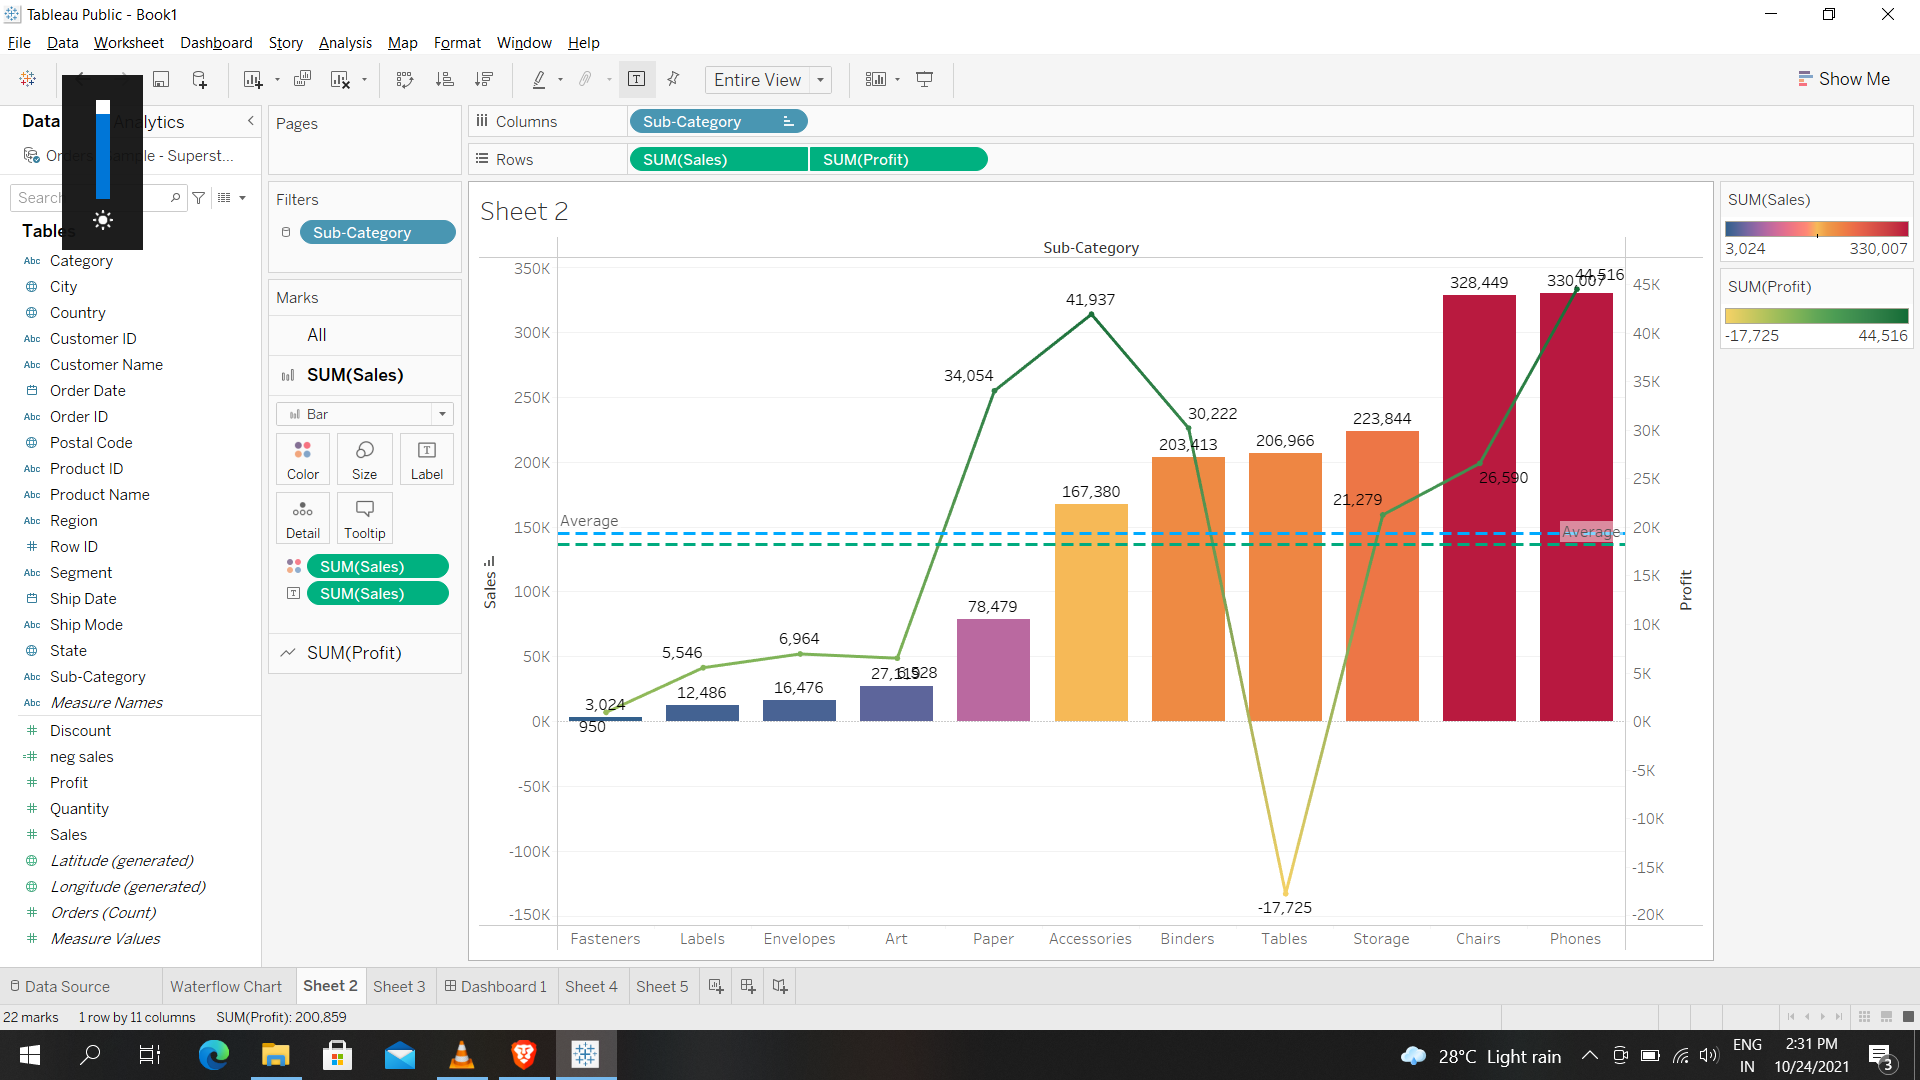 Tableau Public - Book1
File Data Worksheet Dashboard Story Analysis Map Format Window Help
Entire View
Show Me
Data
Analytics
Pages
Columns
Sub-Category
Rows
SUM(Sales) SUM(Profit)
- Superst...
Search
Filters
Sub-Category
Tables
Abc Category
City
Country
Abc Customer ID
Abc Customer Name
Order Date
Abc Order ID
Postal Code
Abc Product ID
Abc Product Name
Abc Region
# Row ID
Abc Segment
Ship Date
Abc Ship Mode
State
Abc Sub-Category
Abc Measure Names
# Discount
=# neg sales
# Profit
# Quantity
# Sales
Latitude (generated)
Longitude (generated)
# Orders (Count)
# Measure Values
Marks
All
SUM(Sales)
Bar
Color Size Label
Detail Tooltip
SUM(Sales)
T SUM(Sales)
SUM(Profit)
Sheet 2
Sub-Category
350K
300K
250K
200K
150K
100K
50K
0K
-50K
-100K
-150K
Sales
3,024
12,486
16,476
27,119
78,479
167,380
203,413
206,966
223,844
328,449
330,007
950
5,546
6,964
6,528
34,054
41,937
30,222
-17,725
21,279
26,590
44,516
Average
Average
45K
40K
35K
30K
25K
20K
15K
10K
5K
0K
-5K
-10K
-15K
-20K
Profit
Fasteners Labels Envelopes Art Paper Accessories Binders Tables Storage Chairs Phones
SUM(Sales)
3,024 330,007
SUM(Profit)
-17,725 44,516
Data Source Waterflow Chart Sheet 2 Sheet 3 Dashboard 1 Sheet 4 Sheet 5
22 marks 1 row by 11 columns SUM(Profit): 200,859
28°C Light rain
ENG
IN
2:31 PM
10/24/2021
3